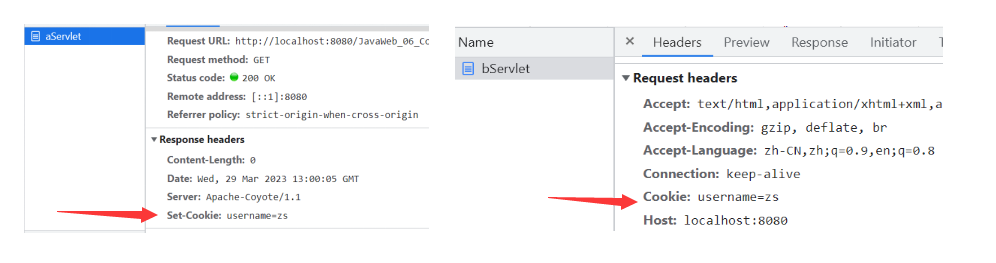 aServlet
Request URL: http://localhost:8080/JavaWeb_06_Co
Request method: GET
Status code: 200 OK
Remote address: [::1]:8080
Referrer policy: strict-origin-when-cross-origin
Response headers
Content-Length: 0
Date: Wed, 29 Mar 2023 13:00:05 GMT
Server: Apache-Coyote/1.1
Set-Cookie: username=zs
Name
bServlet
× Headers Preview Response Initiator
Request headers
Accept: text/html,application/xhtml+xml,a
Accept-Encoding: gzip, deflate, br
Accept-Language: zh-CN,zh;q=0.9,en;q=0.8
Connection: keep-alive
Cookie: username=zs
Host: localhost:8080